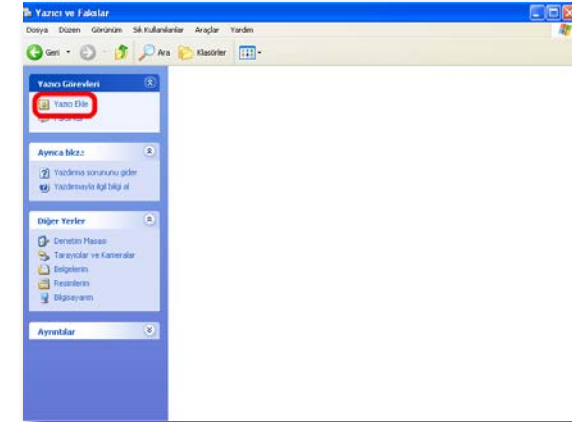 Yazıcı ve Fakslar
Dosya Düzen Görünüm Sık Kullanılanlar Araçlar Yardım
Geri Ara Klasörler
Yazıcı Görevleri
Yazıcı Ekle
Ayrıca bkz.:
Yazdırma sorununu gider
Yazdırmayla ilgili bilgi al
Diğer Yerler
Denetim Masası
Tarayıcılar ve Kameralar
Belgelerim
Resimlerim
Bilgisayarım
Ayrıntılar